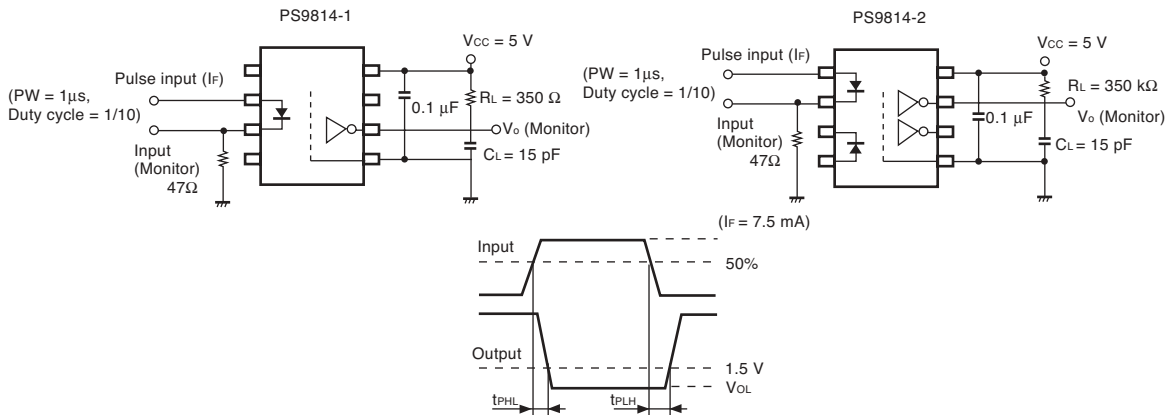 PS9814-1
VCC = 5 V
Pulse input (IF)
(PW = 1μs,
Duty cycle = 1/10)
0.1 μF
RL = 350 Ω
Vo (Monitor)
Input
(Monitor)
47Ω
CL = 15 pF
PS9814-2
VCC = 5 V
Pulse input (IF)
(PW = 1μs,
Duty cycle = 1/10)
RL = 350 kΩ
0.1 μF
Vo (Monitor)
Input
(Monitor)
47Ω
CL = 15 pF
(IF = 7.5 mA)
Input
50%
Output
1.5 V
VOL
tPHL
tPLH